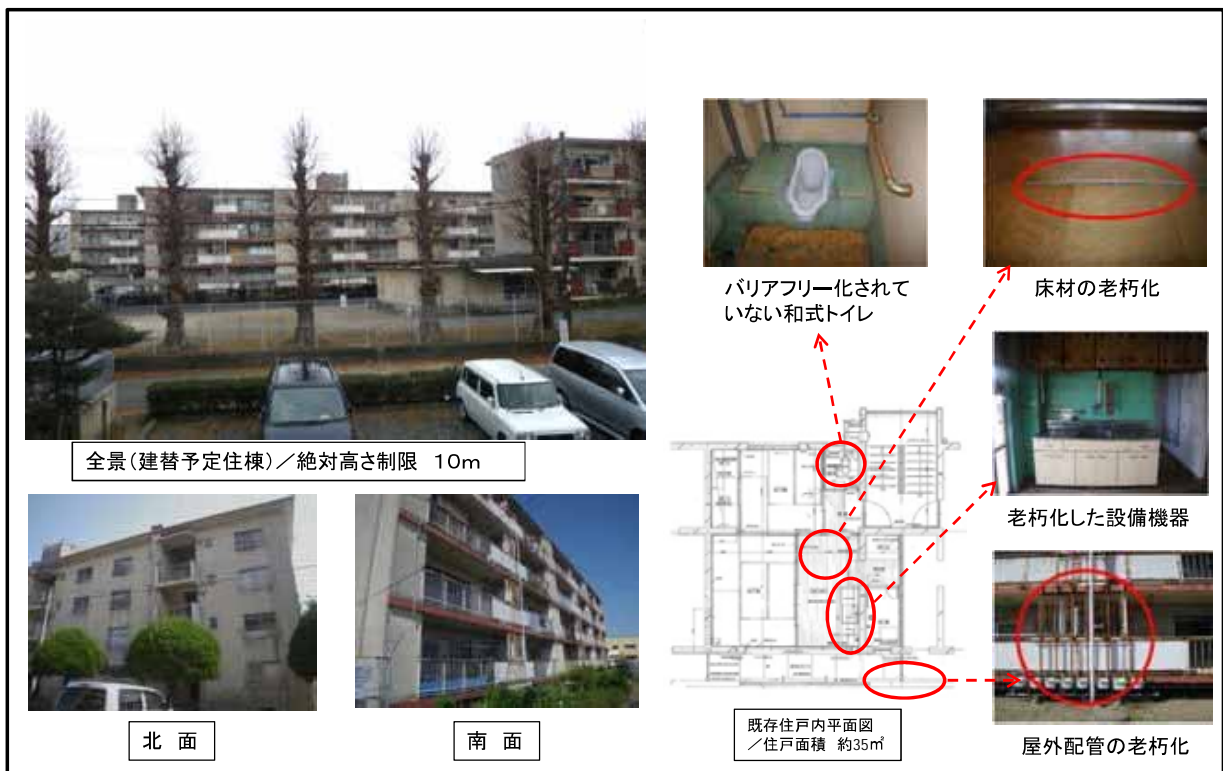 全景(建替予定住棟)/絶対高さ制限 10m
北 面
南 面
バリアフリー化されて
いない和式トイレ
床材の老朽化
老朽化した設備機器
屋外配管の老朽化
既存住戸内平面図
/住戸面積 約35㎡